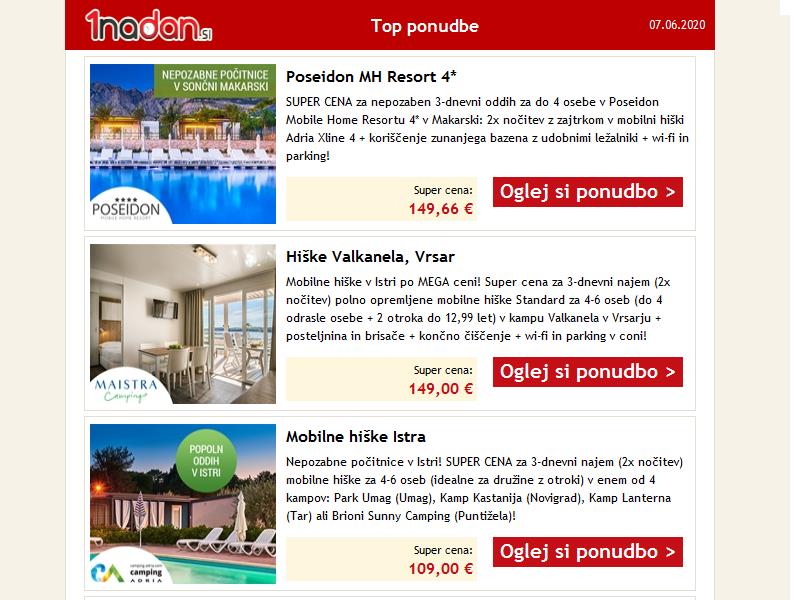 1nadan.si
Top ponudbe
07.06.2020
NEPOZABNE POČITNICE
V SONČNI MAKARSKI
★★★★
POSEIDON
MOBILE HOME RESORT
Poseidon MH Resort 4*
SUPER CENA za nepozaben 3-dnevni oddih za do 4 osebe v Poseidon
Mobile Home Resortu 4* v Makarski: 2x nočitev z zajtrkom v mobilni hiški
Adria Xline 4 + koriščenje zunanjega bazena z udobnimi ležalniki + wi-fi in
parking!
Super cena:
149,66 €
Oglej si ponudbo >
MAISTRA
Camping
Hiške Valkanela, Vrsar
Mobilne hiške v Istri po MEGA ceni! Super cena za 3-dnevni najem (2x
nočitev) polno opremljene mobilne hiške Standard za 4-6 oseb (do 4
odrasle osebe + 2 otroka do 12,99 let) v kampu Valkanela v Vrsarju +
posteljnina in brisače + končno čiščenje + wi-fi in parking v coni!
Super cena:
149,00 €
Oglej si ponudbo >
POPOLN
ODDIH
V ISTRI
CA
camping.adria.com
camping
ADRIA
Mobilne hiške Istra
Nepozabne počitnice v Istri! SUPER CENA za 3-dnevni najem (2x nočitev)
mobilne hiške za 4-6 oseb (idealne za družine z otroki) v enem od 4
kampov: Park Umag (Umag), Kamp Kastanija (Novigrad), Kamp Lanterna
(Tar) ali Brioni Sunny Camping (Puntižela)!
Super cena:
109,00 €
Oglej si ponudbo >